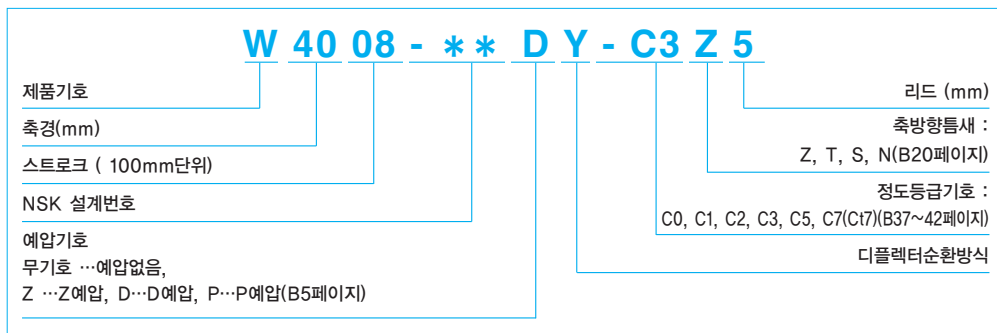 W 40 08 - ** D Y - C3 Z 5
제품기호
축경(mm)
스트로크 ( 100mm단위)
NSK 설계번호
예압기호
무기호 …예압없음,
Z …Z예압, D…D예압, P…P예압(B5페이지)
리드 (mm)
축방향틈새 :
Z, T, S, N(B20페이지)
정도등급기호 :
C0, C1, C2, C3, C5, C7(Ct7)(B37~42페이지)
디플렉터순환방식